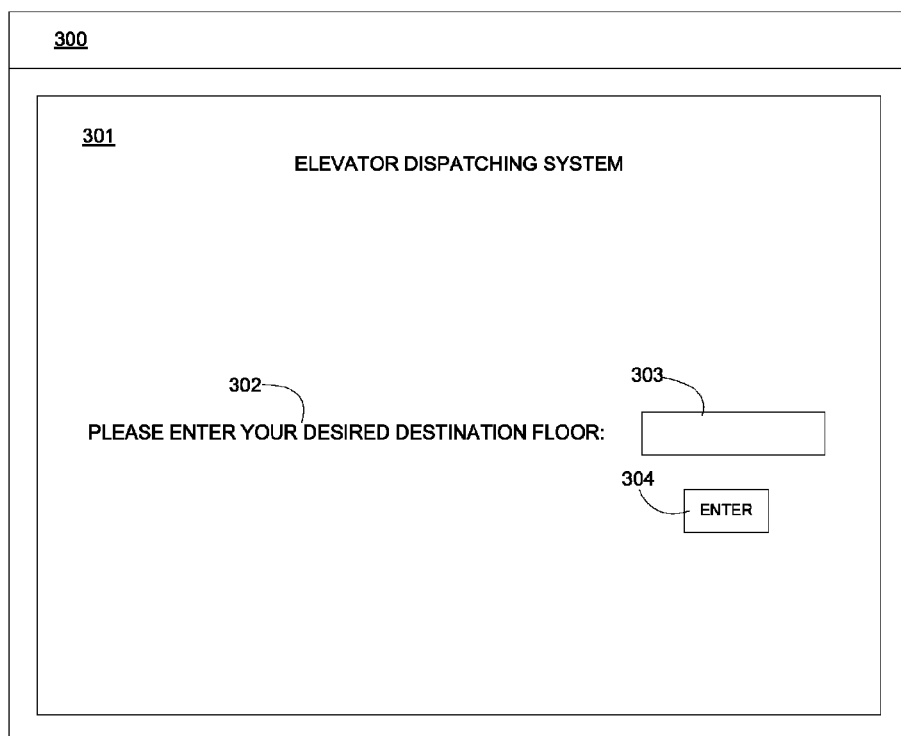 300
301
ELEVATOR DISPATCHING SYSTEM
302
303
PLEASE ENTER YOUR DESIRED DESTINATION FLOOR:
304
ENTER